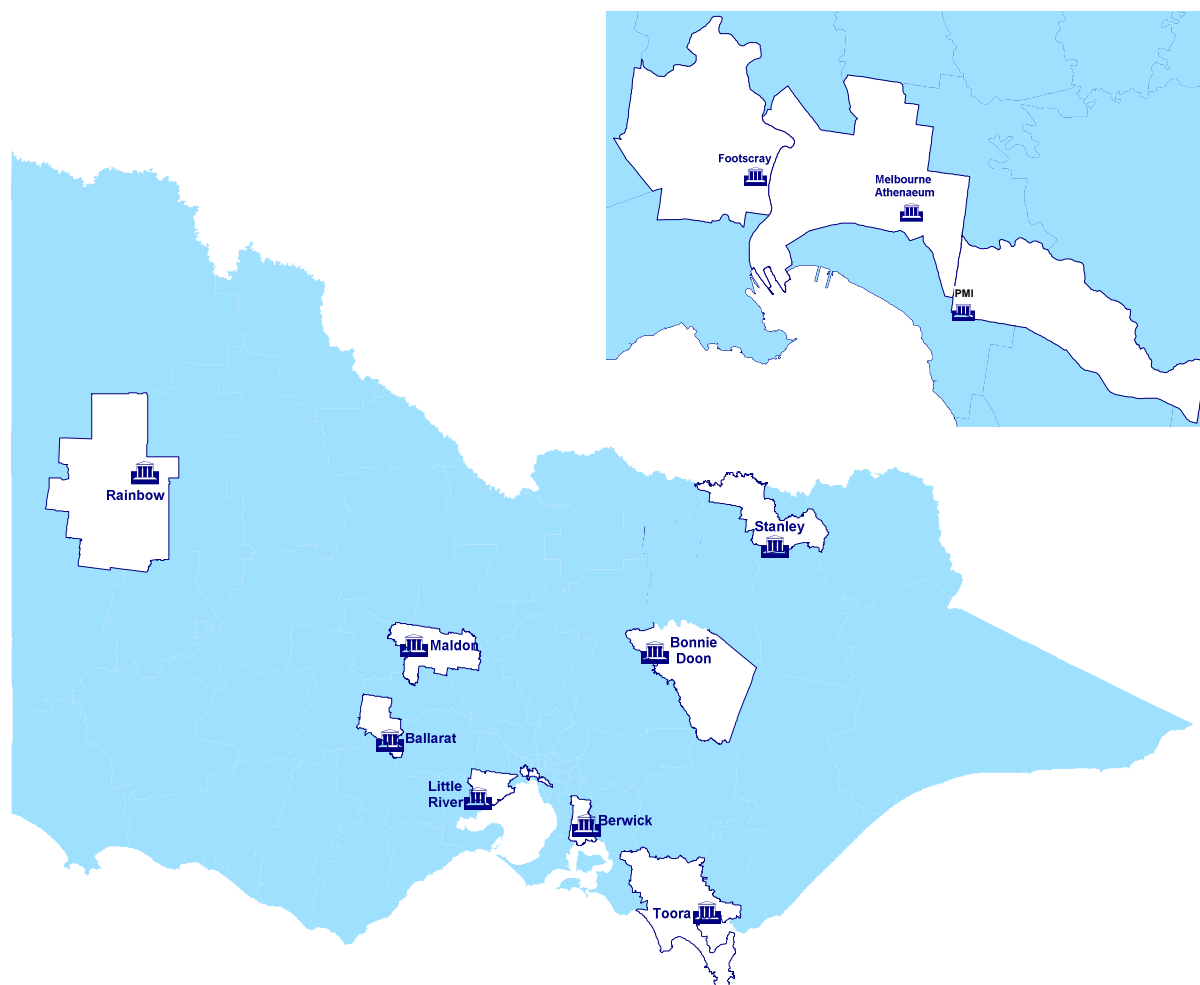 Footscray
Melbourne
Athenaeum
PMI
Rainbow
Stanley
Maldon
Bonnie
Doon
Ballarat
Little
River
Berwick
Toora